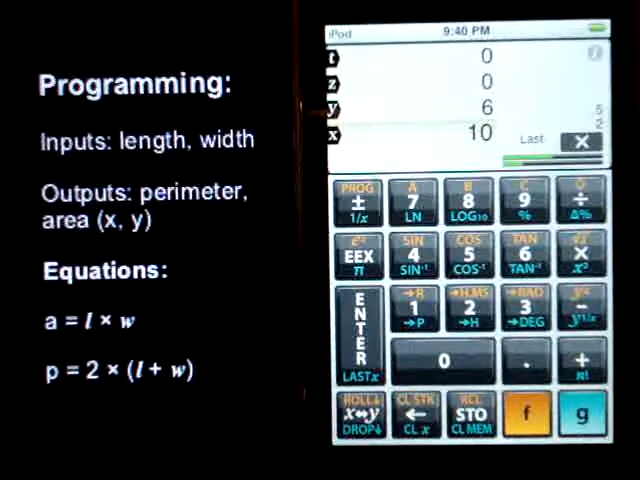 Programming:
Inputs: length, width
Outputs: perimeter,
area (x, y)
Equations:
a = l × w
p = 2 × (l + w)
iPod 9:40 PM
t 0
z 0
y 6
x 10
Last ×
PROG A B C D
± 7 8 9 ÷
1/x LN LOG₁₀ % Δ%
SIN COS TAN
EEX 4 5 6 ×
π SIN⁻¹ COS⁻¹ TAN⁻¹ x²
→R →H.MS →RAD
ENTER 1 2 3 −
→P →H →DEG y¹/ˣ
0 . +
LASTx n!
ROLL↓ CL STK RCL
x↔y ← STO f g
DROP↓ CL x CL MEM